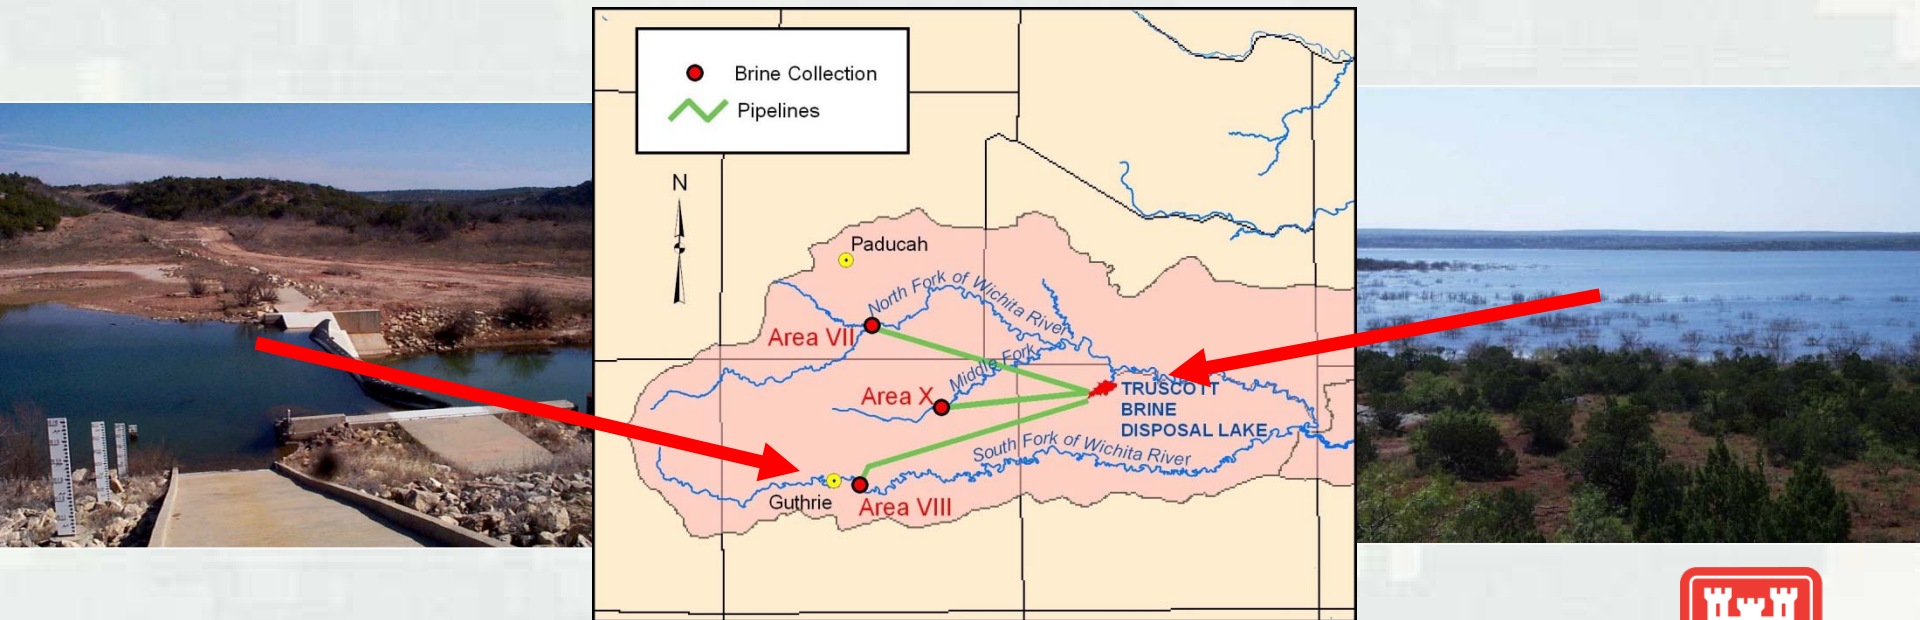 Brine Collection
Pipelines
N
Paducah
North Fork of Wichita River
Area VII
Middle Fork
Area X
TRUSCOTT
BRINE
DISPOSAL LAKE
South Fork of Wichita River
Guthrie
Area VIII